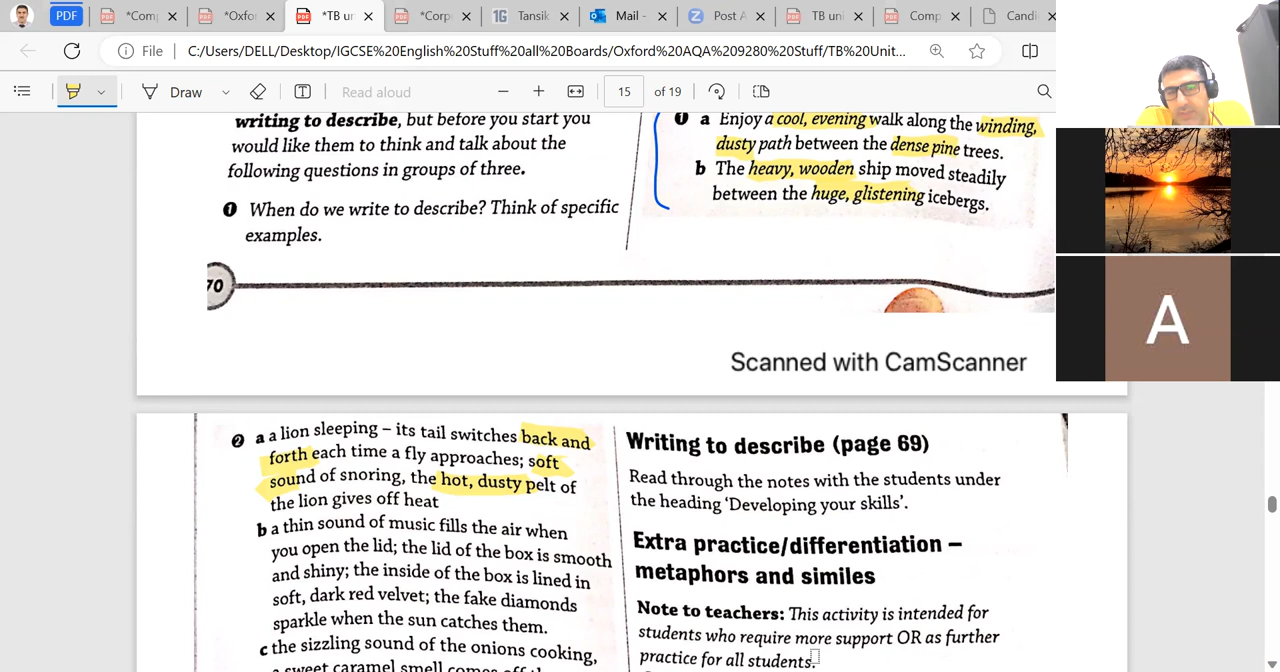 *Comp
*Oxfo
*TB un
*Corp
Tansik
Mail -
Post A
TB uni
Comp
Candi
PDF
File
C:/Users/DELL/Desktop/IGCSE%20English%20Stuff%20all%20Boards/Oxford%20AQA%209280%20Stuff/TB%20Unit...
Draw
Read aloud
15
of 19
writing to describe, but before you start you
would like them to think and talk about the
following questions in groups of three.
1 When do we write to describe? Think of specific
examples.
70
1 a Enjoy a cool, evening walk along the winding,
dusty path between the dense pine trees.
b The heavy, wooden ship moved steadily
between the huge, glistening icebergs.
Scanned with CamScanner
2 a a lion sleeping – its tail switches back and
forth each time a fly approaches; soft
sound of snoring, the hot, dusty pelt of
the lion gives off heat
b a thin sound of music fills the air when
you open the lid; the lid of the box is smooth
and shiny; the inside of the box is lined in
soft, dark red velvet; the fake diamonds
sparkle when the sun catches them.
c the sizzling sound of the onions cooking,
a sweet caramel smell comes off the
Writing to describe (page 69)
Read through the notes with the students under
the heading ‘Developing your skills’.
Extra practice/differentiation –
metaphors and similes
Note to teachers: This activity is intended for
students who require more support OR as further
practice for all students.
A